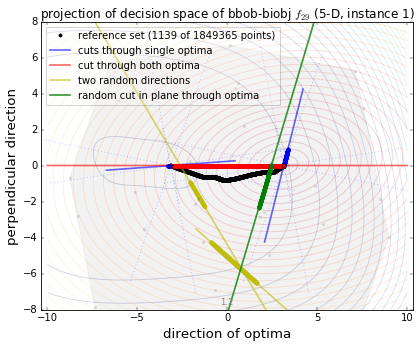 projection of decision space of bbob-biobj f29 (5-D, instance 1)
reference set (1139 of 1849365 points)
cuts through single optima
cut through both optima
two random directions
random cut in plane through optima
perpendicular direction
8
6
4
2
0
−2
−4
−6
−8
−10
−5
0
5
10
direction of optima